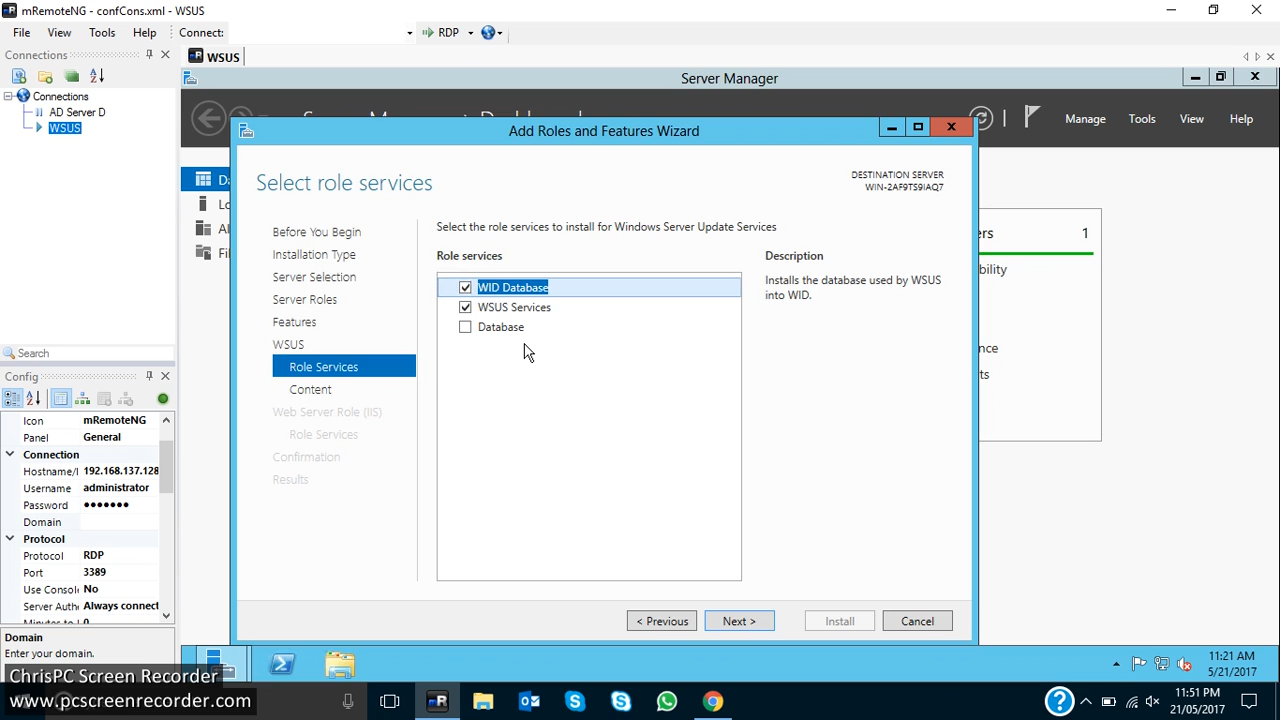 mRemoteNG - confCons.xml - WSUS
File View Tools Help Connect: RDP
Connections
Connections
AD Server D
WSUS
Search
Config
Icon mRemoteNG
Panel General
Connection
Hostname/I 192.168.137.128
Username administrator
Password ●●●●●●●
Domain
Protocol
Protocol RDP
Port 3389
Use Console No
Server Authe Always connect
Minutes to I 0
Domain
Enter your domain.
WSUS
Server Manager
Manage Tools View Help
Add Roles and Features Wizard
Select role services
DESTINATION SERVER
WIN-2AF9TS9IAQ7
Before You Begin
Installation Type
Server Selection
Server Roles
Features
WSUS
Role Services
Content
Web Server Role (IIS)
Role Services
Confirmation
Results
Select the role services to install for Windows Server Update Services
Role services
WID Database
WSUS Services
Database
Description
Installs the database used by WSUS
into WID.
< Previous Next > Install Cancel
1
11:21 AM
5/21/2017
ChrisPC Screen Recorder
www.pcscreenrecorder.com
11:51 PM
21/05/2017